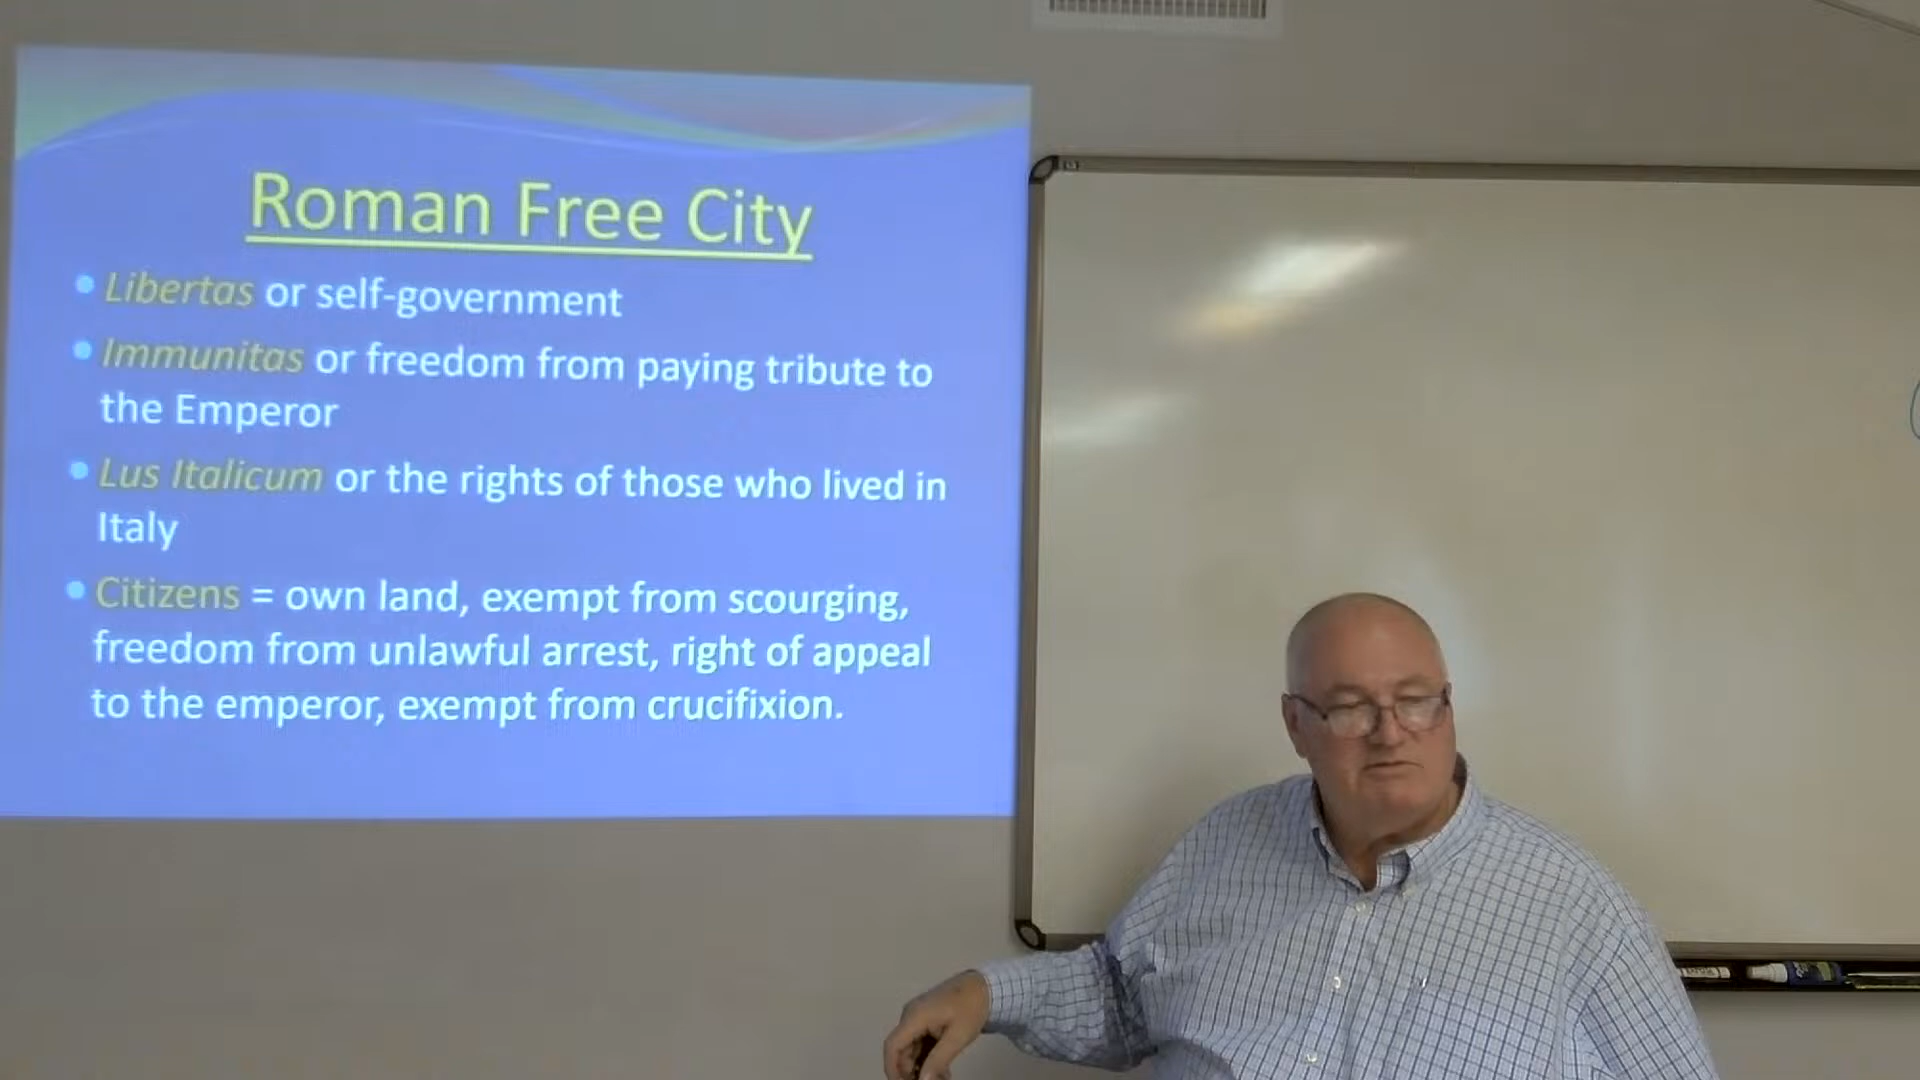 Roman Free City
Libertas or self-government
Immunitas or freedom from paying tribute to
the Emperor
Lus Italicum or the rights of those who lived in
Italy
Citizens = own land, exempt from scourging,
freedom from unlawful arrest, right of appeal
to the emperor, exempt from crucifixion.